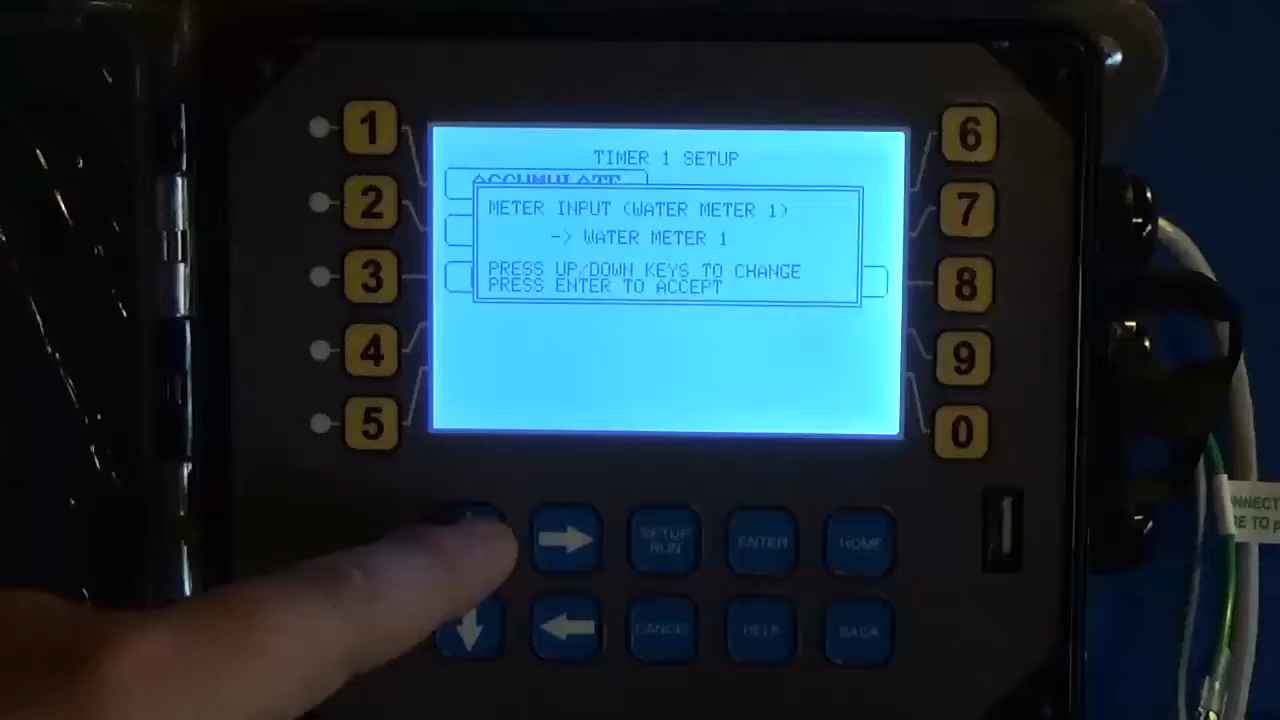 TIMER 1 SETUP
ACCUMULATE
METER INPUT (WATER METER 1)
-> WATER METER 1
PRESS UP/DOWN KEYS TO CHANGE
PRESS ENTER TO ACCEPT
1
2
3
4
5
6
7
8
9
0
SETUP
RUN
ENTER
HOME
CANCEL
HELP
BACK